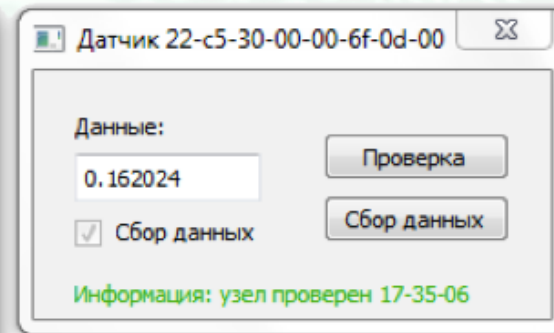 Датчик 22-c5-30-00-00-6f-0d-00
Данные:
0.162024
Проверка
Сбор данных
Сбор данных
Информация: узел проверен 17-35-06